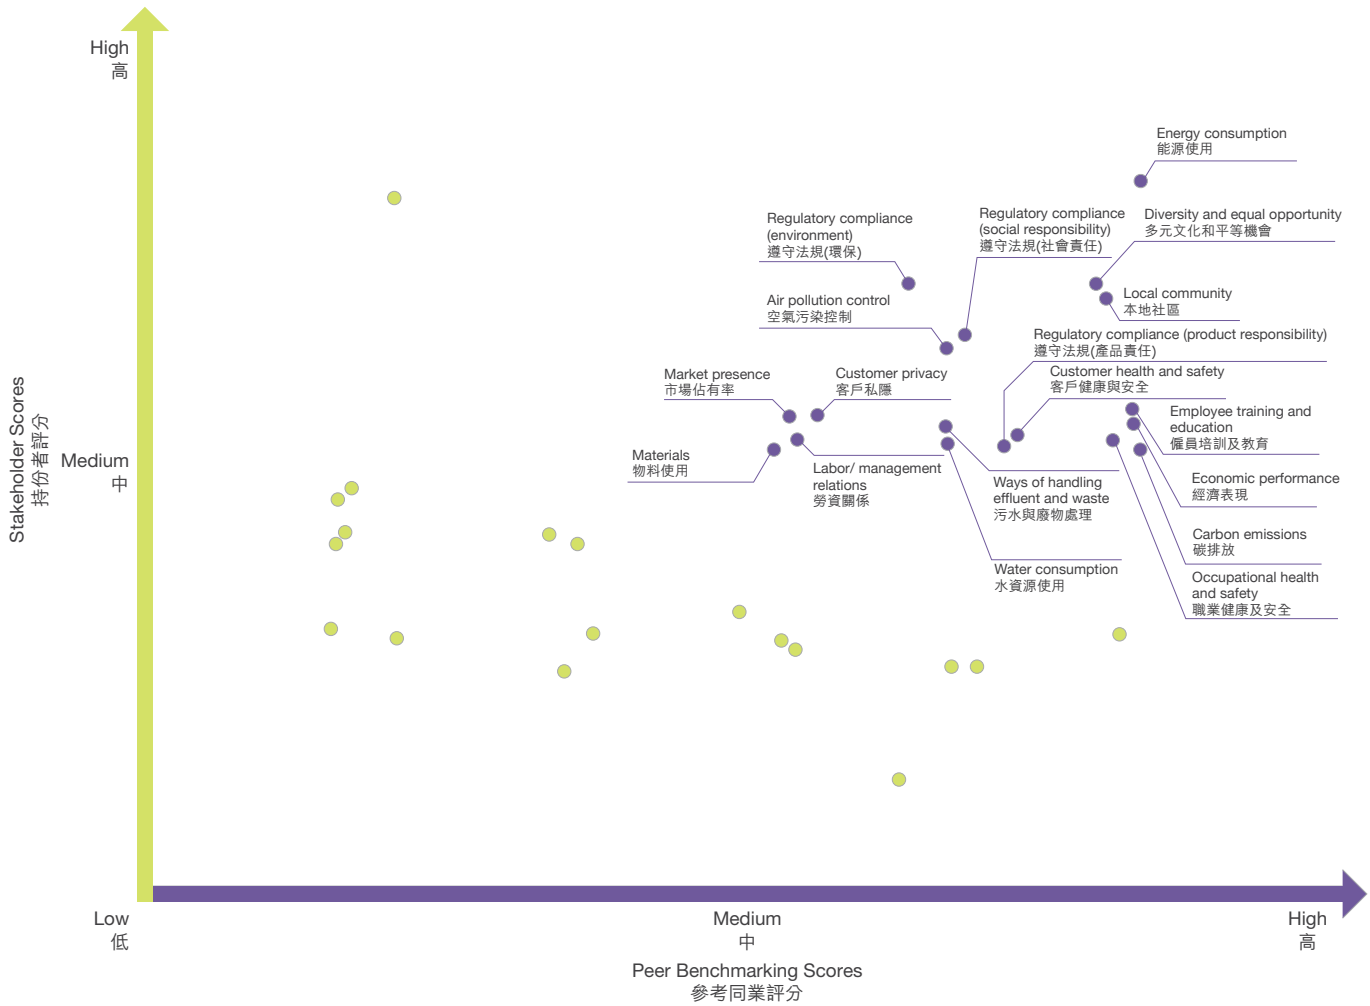 High
高
Energy consumption
能源使用
Regulatory compliance
(environment)
遵守法規(環保)
Regulatory compliance
(social responsibility)
遵守法規(社會責任)
Diversity and equal opportunity
多元文化和平等機會
Air pollution control
空氣污染控制
Local community
本地社區
Regulatory compliance (product responsibility)
遵守法規(產品責任)
Market presence
市場佔有率
Customer privacy
客戶私隱
Customer health and safety
客戶健康與安全
Employee training and
education
僱員培訓及教育
Stakeholder Scores
持份者評分
Medium
中
Materials
物料使用
Labor/ management
relations
勞資關係
Ways of handling
effluent and waste
污水與廢物處理
Economic performance
經濟表現
Carbon emissions
碳排放
Water consumption
水資源使用
Occupational health
and safety
職業健康及安全
Low
低
Medium
中
High
高
Peer Benchmarking Scores
參考同業評分